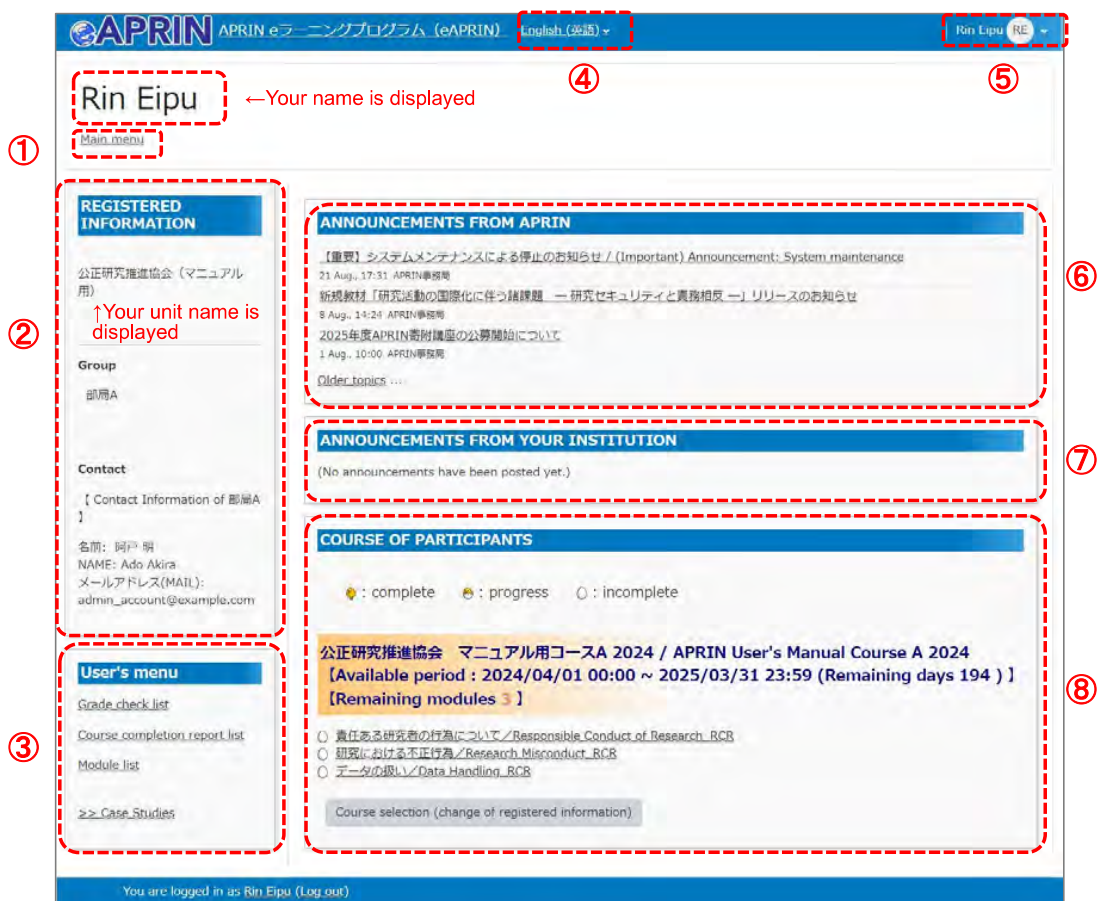 APRIN APRIN eラーニングプログラム（eAPRIN） English (英語)
Rin Eipu RE
④
⑤
Rin Eipu
←Your name is displayed
①
Main menu
②
REGISTERED
INFORMATION
公正研究推進協会（マニュアル
用）
↑Your unit name is
displayed
Group
部局A
Contact
【 Contact Information of 部局A
】
名前: 阿戸 明
NAME: Ado Akira
メールアドレス(MAIL):
admin_account@example.com
③
User's menu
Grade check list
Course completion report list
Module list
>> Case Studies
⑥
ANNOUNCEMENTS FROM APRIN
【重要】システムメンテナンスによる停止のお知らせ / (Important) Announcement: System maintenance
21 Aug., 17:31 APRIN事務局
新規教材「研究活動の国際化に伴う諸課題 ― 研究セキュリティと責務相反 ―」リリースのお知らせ
8 Aug., 14:24 APRIN事務局
2025年度APRIN寄附講座の公募開始について
1 Aug., 10:00 APRIN事務局
Older topics ...
⑦
ANNOUNCEMENTS FROM YOUR INSTITUTION
(No announcements have been posted yet.)
⑧
COURSE OF PARTICIPANTS
: complete : progress : incomplete
公正研究推進協会　マニュアル用コースA 2024 / APRIN User's Manual Course A 2024
【Available period : 2024/04/01 00:00 ~ 2025/03/31 23:59 (Remaining days 194 ) 】
【Remaining modules 3 】
責任ある研究者の行為について／Responsible Conduct of Research_RCR
研究における不正行為／Research Misconduct_RCR
データの扱い／Data Handling_RCR
Course selection (change of registered information)
You are logged in as Rin Eipu (Log out)